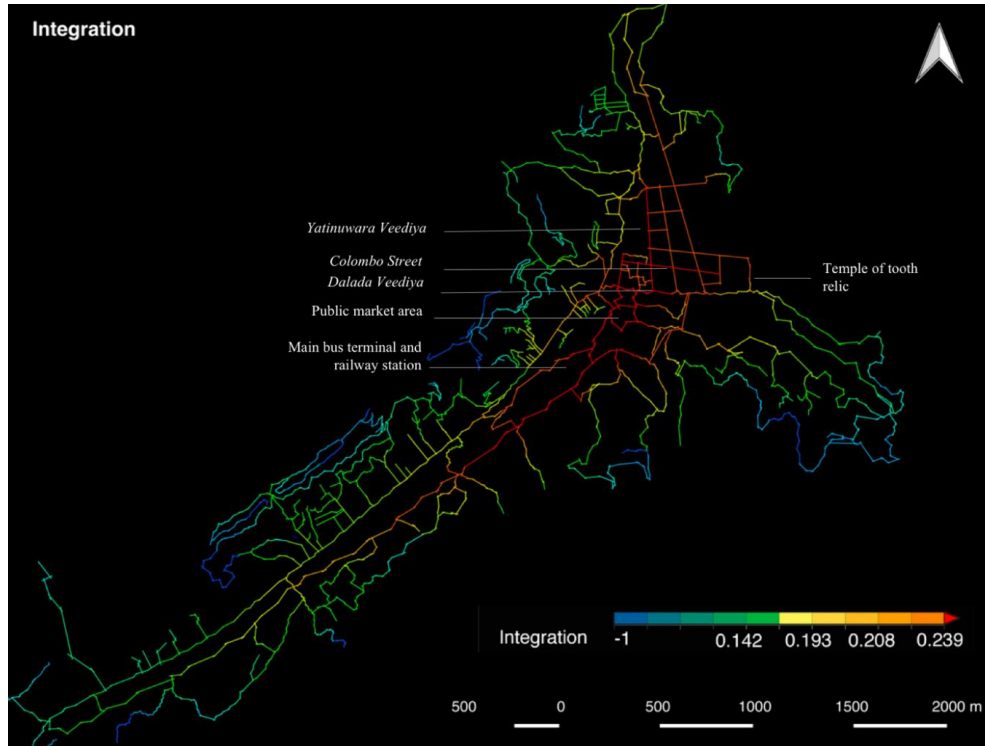 Integration
Yatinuwara Veediya
Colombo Street
Dalada Veediya
Public market area
Main bus terminal and
railway station
Temple of tooth
relic
Integration
-1 0.142 0.193 0.208 0.239
500 0 500 1000 1500 2000 m